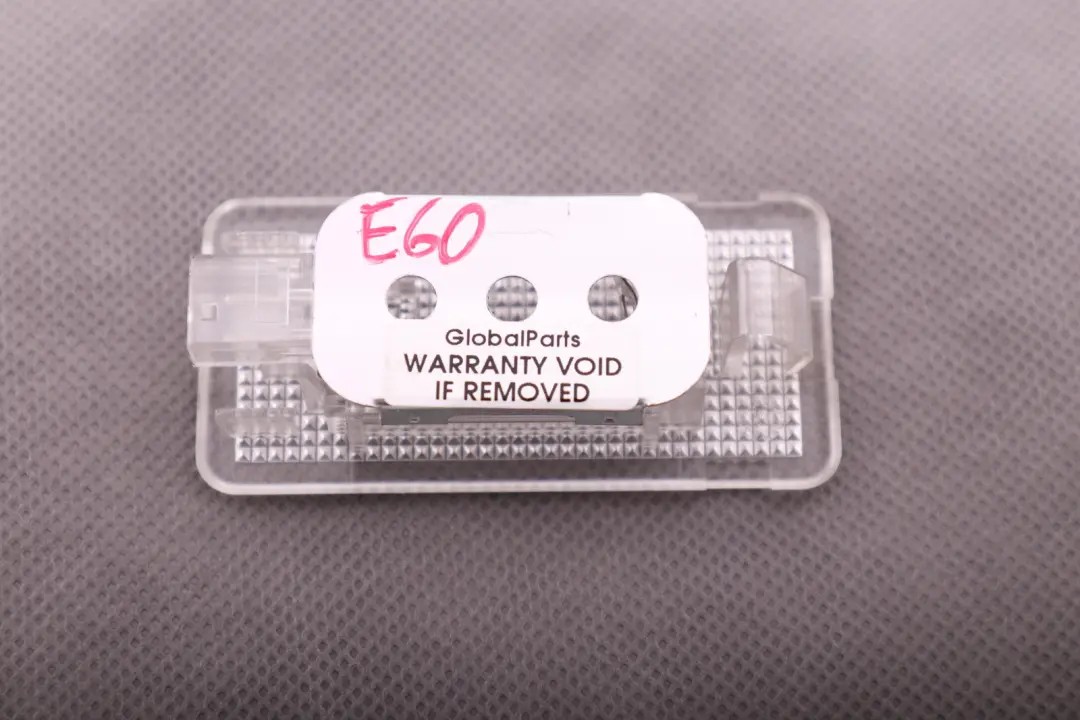 E60
GlobalParts
WARRANTY VOID
IF REMOVED